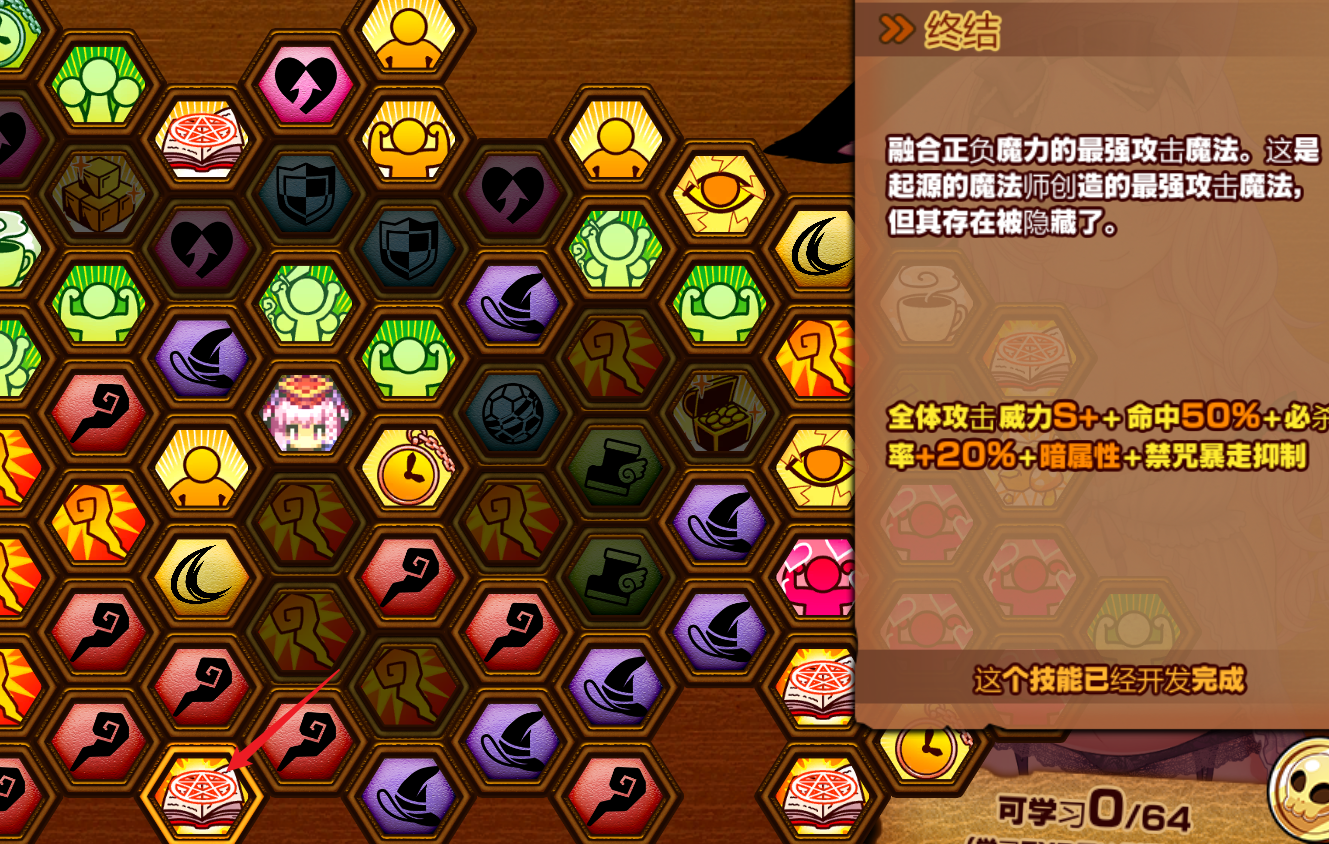 终结
融合正负魔力的最强攻击魔法。这是
起源的魔法师创造的最强攻击魔法,
但其存在被隐藏了。
全体攻击威力S++命中50%+必杀
率+20%+暗属性+禁咒暴走抑制
这个技能已经开发完成
可学习0/64